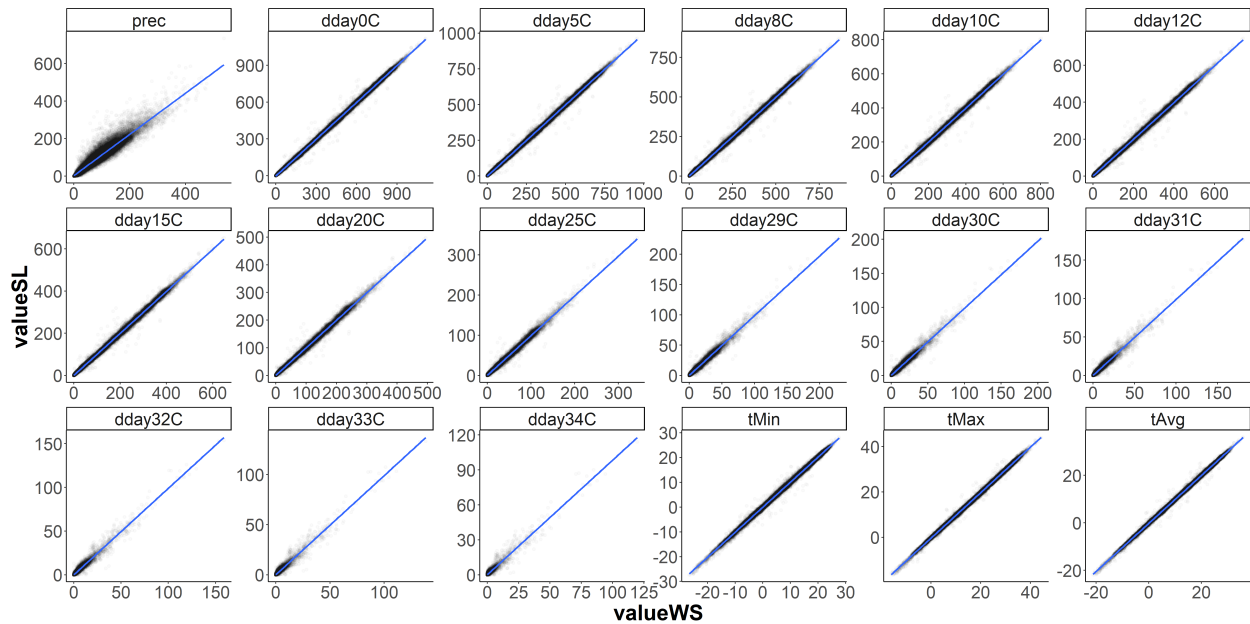 prec dday0C dday5C dday8C dday10C dday12C
600 900 1000 750 800 600
400 600 750 500 600 400
200 300 500 250 400 200
0 0 250 0 200 0
0 0
0 200 400 0 300 600 900 0 250 500 750 1000 0 250 500 750 0 200 400 600 800 0 200 400 600
dday15C dday20C dday25C dday29C dday30C dday31C
600 500 300 200 200 150
400 400 200 150 150 100
200 300 100 100 100 50
0 200 0 50 50 0
100 0 0
0
0 200 400 600 0 100 200 300 400 500 0 100 200 300 0 50 100 150 200 0 50 100 150 200 0 50 100 150
dday32C dday33C dday34C tMin tMax tAvg
150 100 120 30 40 20
100 50 90 20 20 0
50 0 60 10 0 -20
0 30 0
0 -10
-20
-30
0 50 100 150 0 50 100 0 25 50 75 100 125 -20 -10 0 10 20 30 0 20 40 -20 0 20
valueSL
valueWS